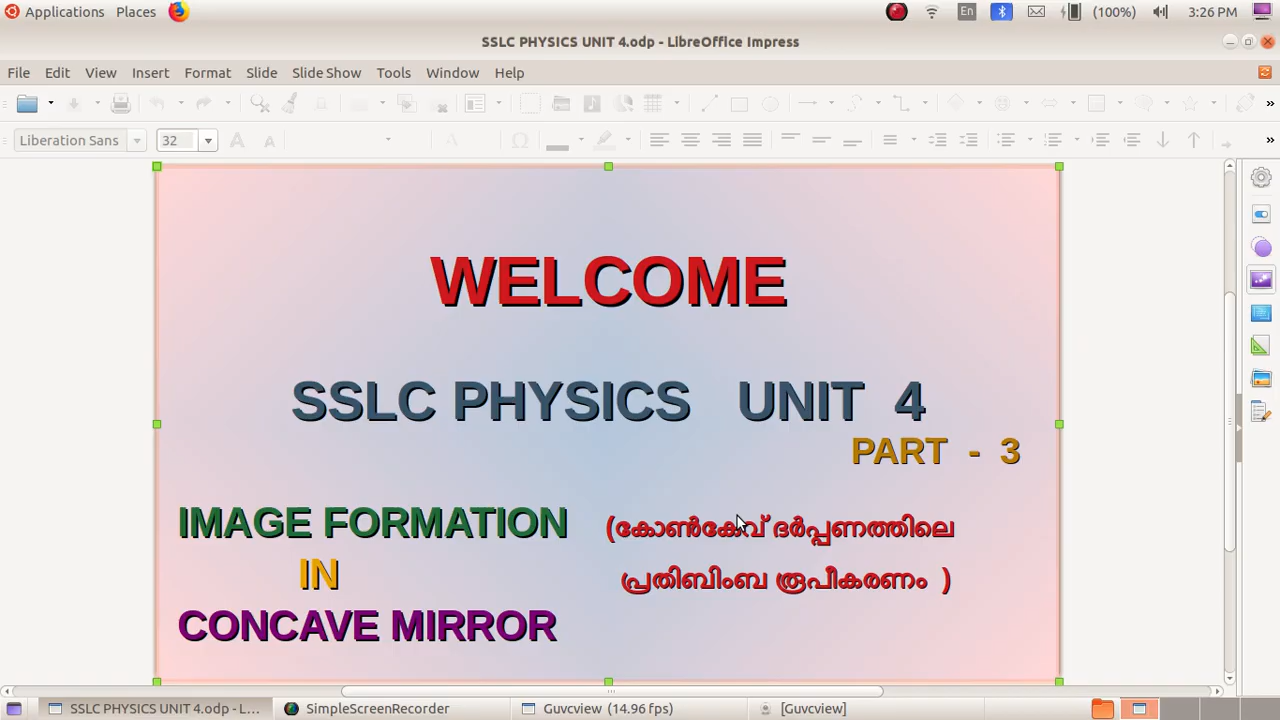 Applications Places En (100%) 3:26 PM
SSLC PHYSICS UNIT 4.odp - LibreOffice Impress
File Edit View Insert Format Slide Slide Show Tools Window Help
Liberation Sans 32
WELCOME
SSLC PHYSICS UNIT 4
PART - 3
IMAGE FORMATION (കോൺകേവ് ദർപ്പണത്തിലെ
IN പ്രതിബിംബ രൂപീകരണം )
CONCAVE MIRROR
SSLC PHYSICS UNIT 4.odp - L... SimpleScreenRecorder Guvcview (14.96 fps) [Guvcview]